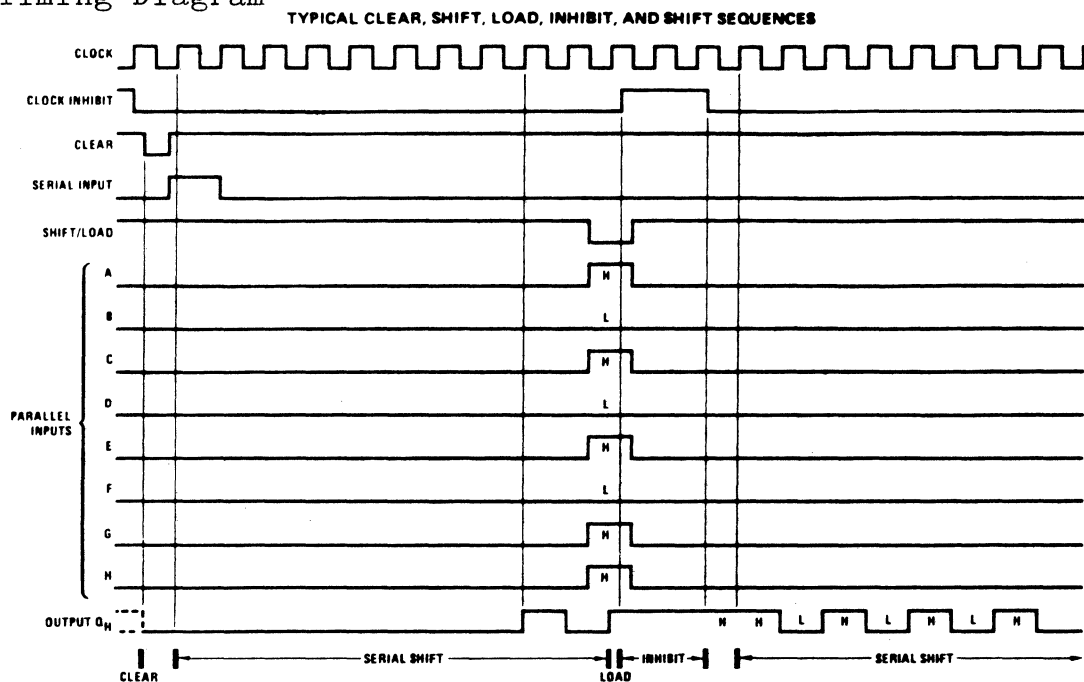 Timing Diagram
TYPICAL CLEAR, SHIFT, LOAD, INHIBIT, AND SHIFT SEQUENCES
CLOCK
CLOCK INHIBIT
CLEAR
SERIAL INPUT
SHIFT/LOAD
PARALLEL INPUTS
A H
B L
C H
D L
E H
F L
G H
H H
OUTPUT QH H H L H L H L H
CLEAR SERIAL SHIFT LOAD INHIBIT SERIAL SHIFT